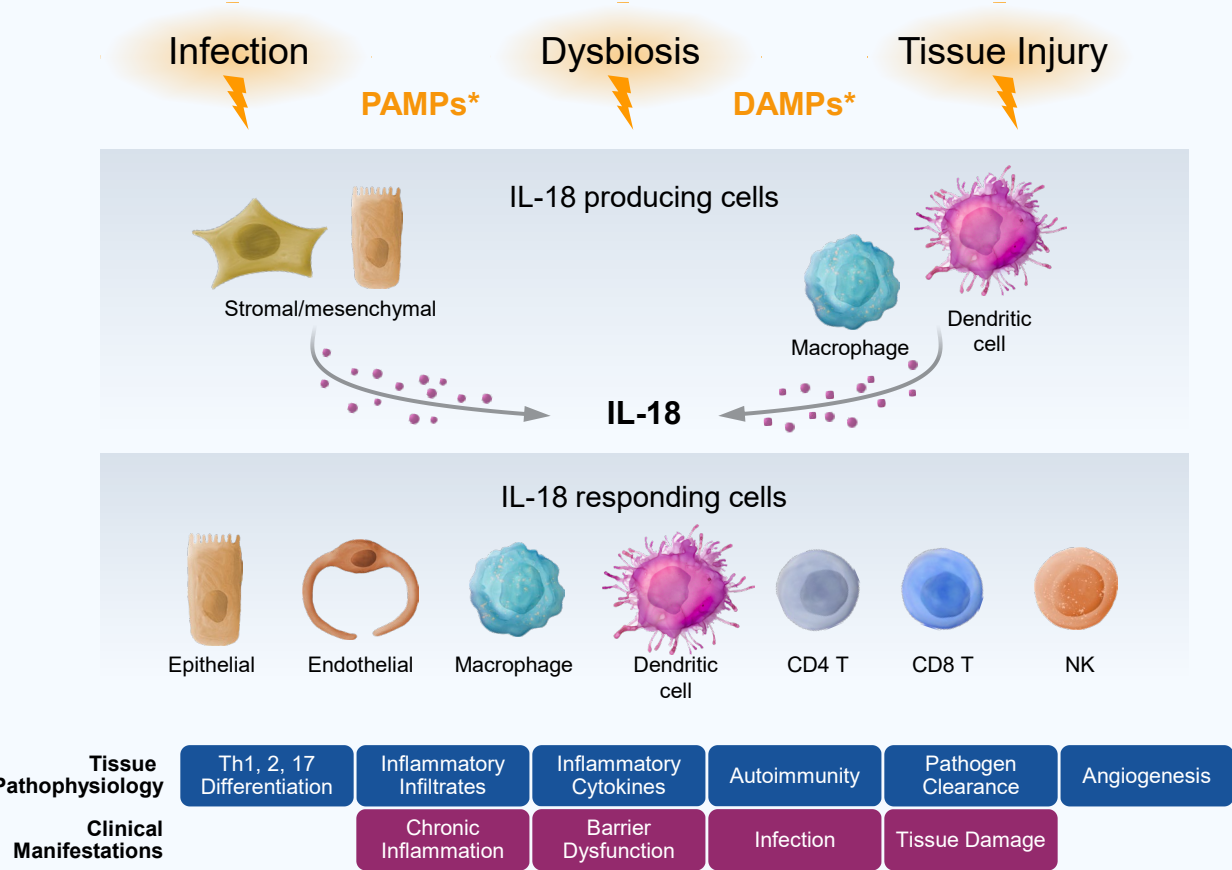 Infection
Dysbiosis
Tissue Injury
PAMPs*
DAMPs*
IL-18 producing cells
Stromal/mesenchymal
Macrophage
Dendritic
cell
IL-18
IL-18 responding cells
Epithelial
Endothelial
Macrophage
Dendritic
cell
CD4 T
CD8 T
NK
Tissue
Pathophysiology
Th1, 2, 17
Differentiation
Inflammatory
Infiltrates
Inflammatory
Cytokines
Autoimmunity
Pathogen
Clearance
Angiogenesis
Clinical
Manifestations
Chronic
Inflammation
Barrier
Dysfunction
Infection
Tissue Damage